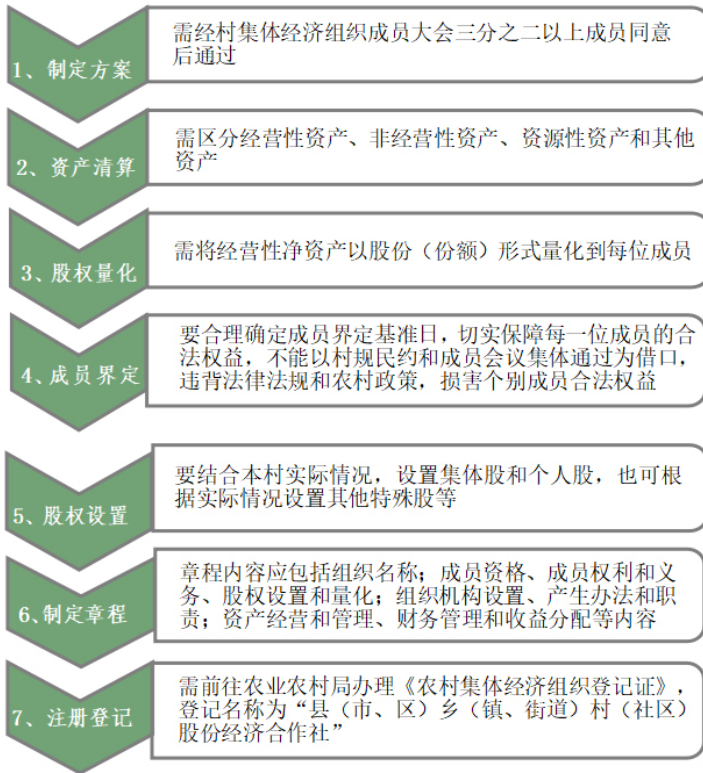 1、制定方案
需经村集体经济组织成员大会三分之二以上成员同意
后通过
2、资产清算
需区分经营性资产、非经营性资产、资源性资产和其他
资产
3、股权量化
需将经营性净资产以股份（份额）形式量化到每位成员
4、成员界定
要合理确定成员界定基准日，切实保障每一位成员的合
法权益，不能以村规民约和成员会议集体通过为借口，
违背法律法规和农村政策，损害个别成员合法权益
5、股权设置
要结合本村实际情况，设置集体股和个人股，也可根
据实际情况设置其他特殊股等
6、制定章程
章程内容应包括组织名称；成员资格、成员权利和义
务、股权设置和量化；组织机构设置、产生办法和职
责；资产经营和管理、财务管理和收益分配等内容
7、注册登记
需前往农业农村局办理《农村集体经济组织登记证》，
登记名称为“县（市、区）乡（镇、街道）村（社区）
股份经济合作社”